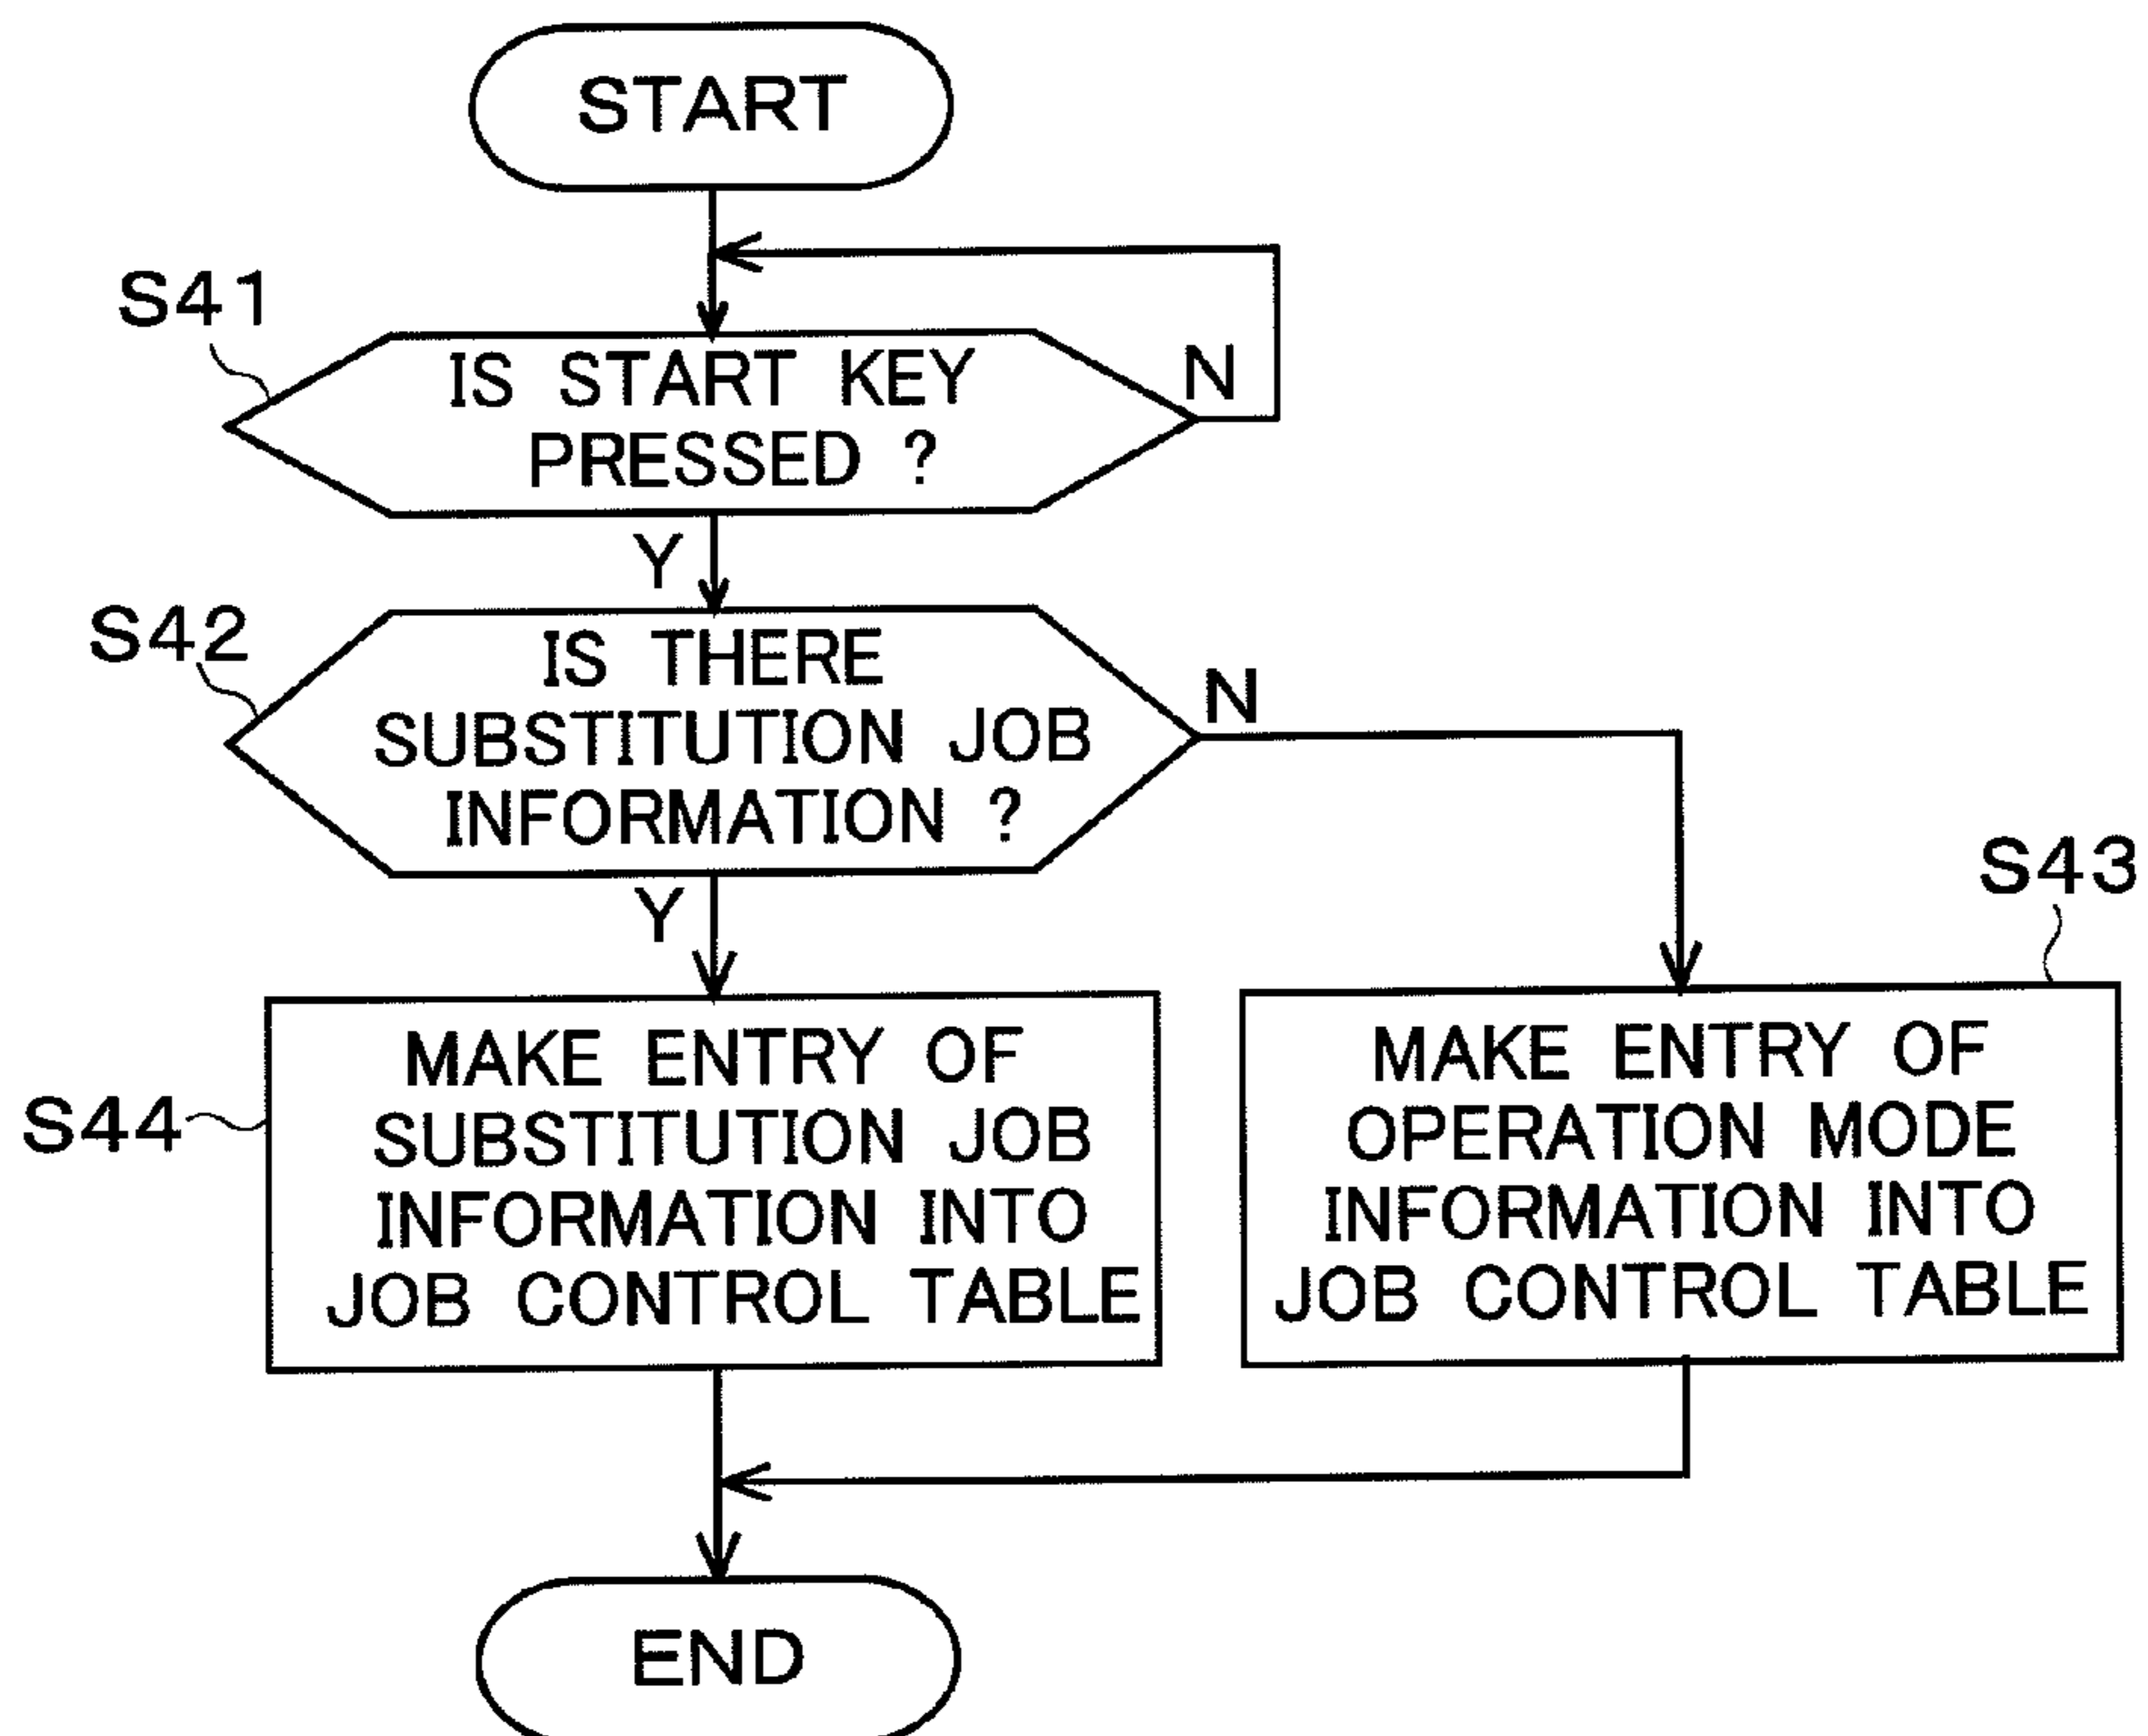 START
S41
IS START KEY
PRESSED ?
N
Y
S42
IS THERE
SUBSTITUTION JOB
INFORMATION ?
N
Y
S43
S44
MAKE ENTRY OF
SUBSTITUTION JOB
INFORMATION INTO
JOB CONTROL TABLE
MAKE ENTRY OF
OPERATION MODE
INFORMATION INTO
JOB CONTROL TABLE
END